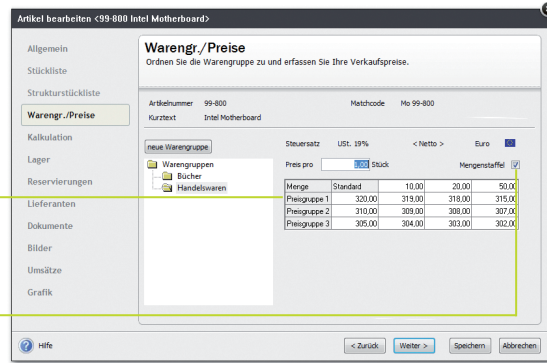 Artikel bearbeiten <99-800 Intel Motherboard>
Allgemein
Stückliste
Strukturstückliste
Warengr./Preise
Kalkulation
Lager
Reservierungen
Lieferanten
Dokumente
Bilder
Umsätze
Grafik
Warengr./Preise
Ordnen Sie die Warengruppe zu und erfassen Sie Ihre Verkaufspreise.
Artikelnummer 99-800 Matchcode Mo 99-800
Kurztext Intel Motherboard
neue Warengruppe
Warengruppen
Bücher
Handelswaren
Steuersatz USt. 19% < Netto > Euro
Preis pro 1,00 Stück Mengenstaffel
Menge Standard 10,00 20,00 50,00
Preisgruppe 1 320,00 319,00 318,00 315,00
Preisgruppe 2 310,00 309,00 308,00 307,00
Preisgruppe 3 305,00 304,00 303,00 302,00
Hilfe
< Zurück Weiter > Speichern Abbrechen